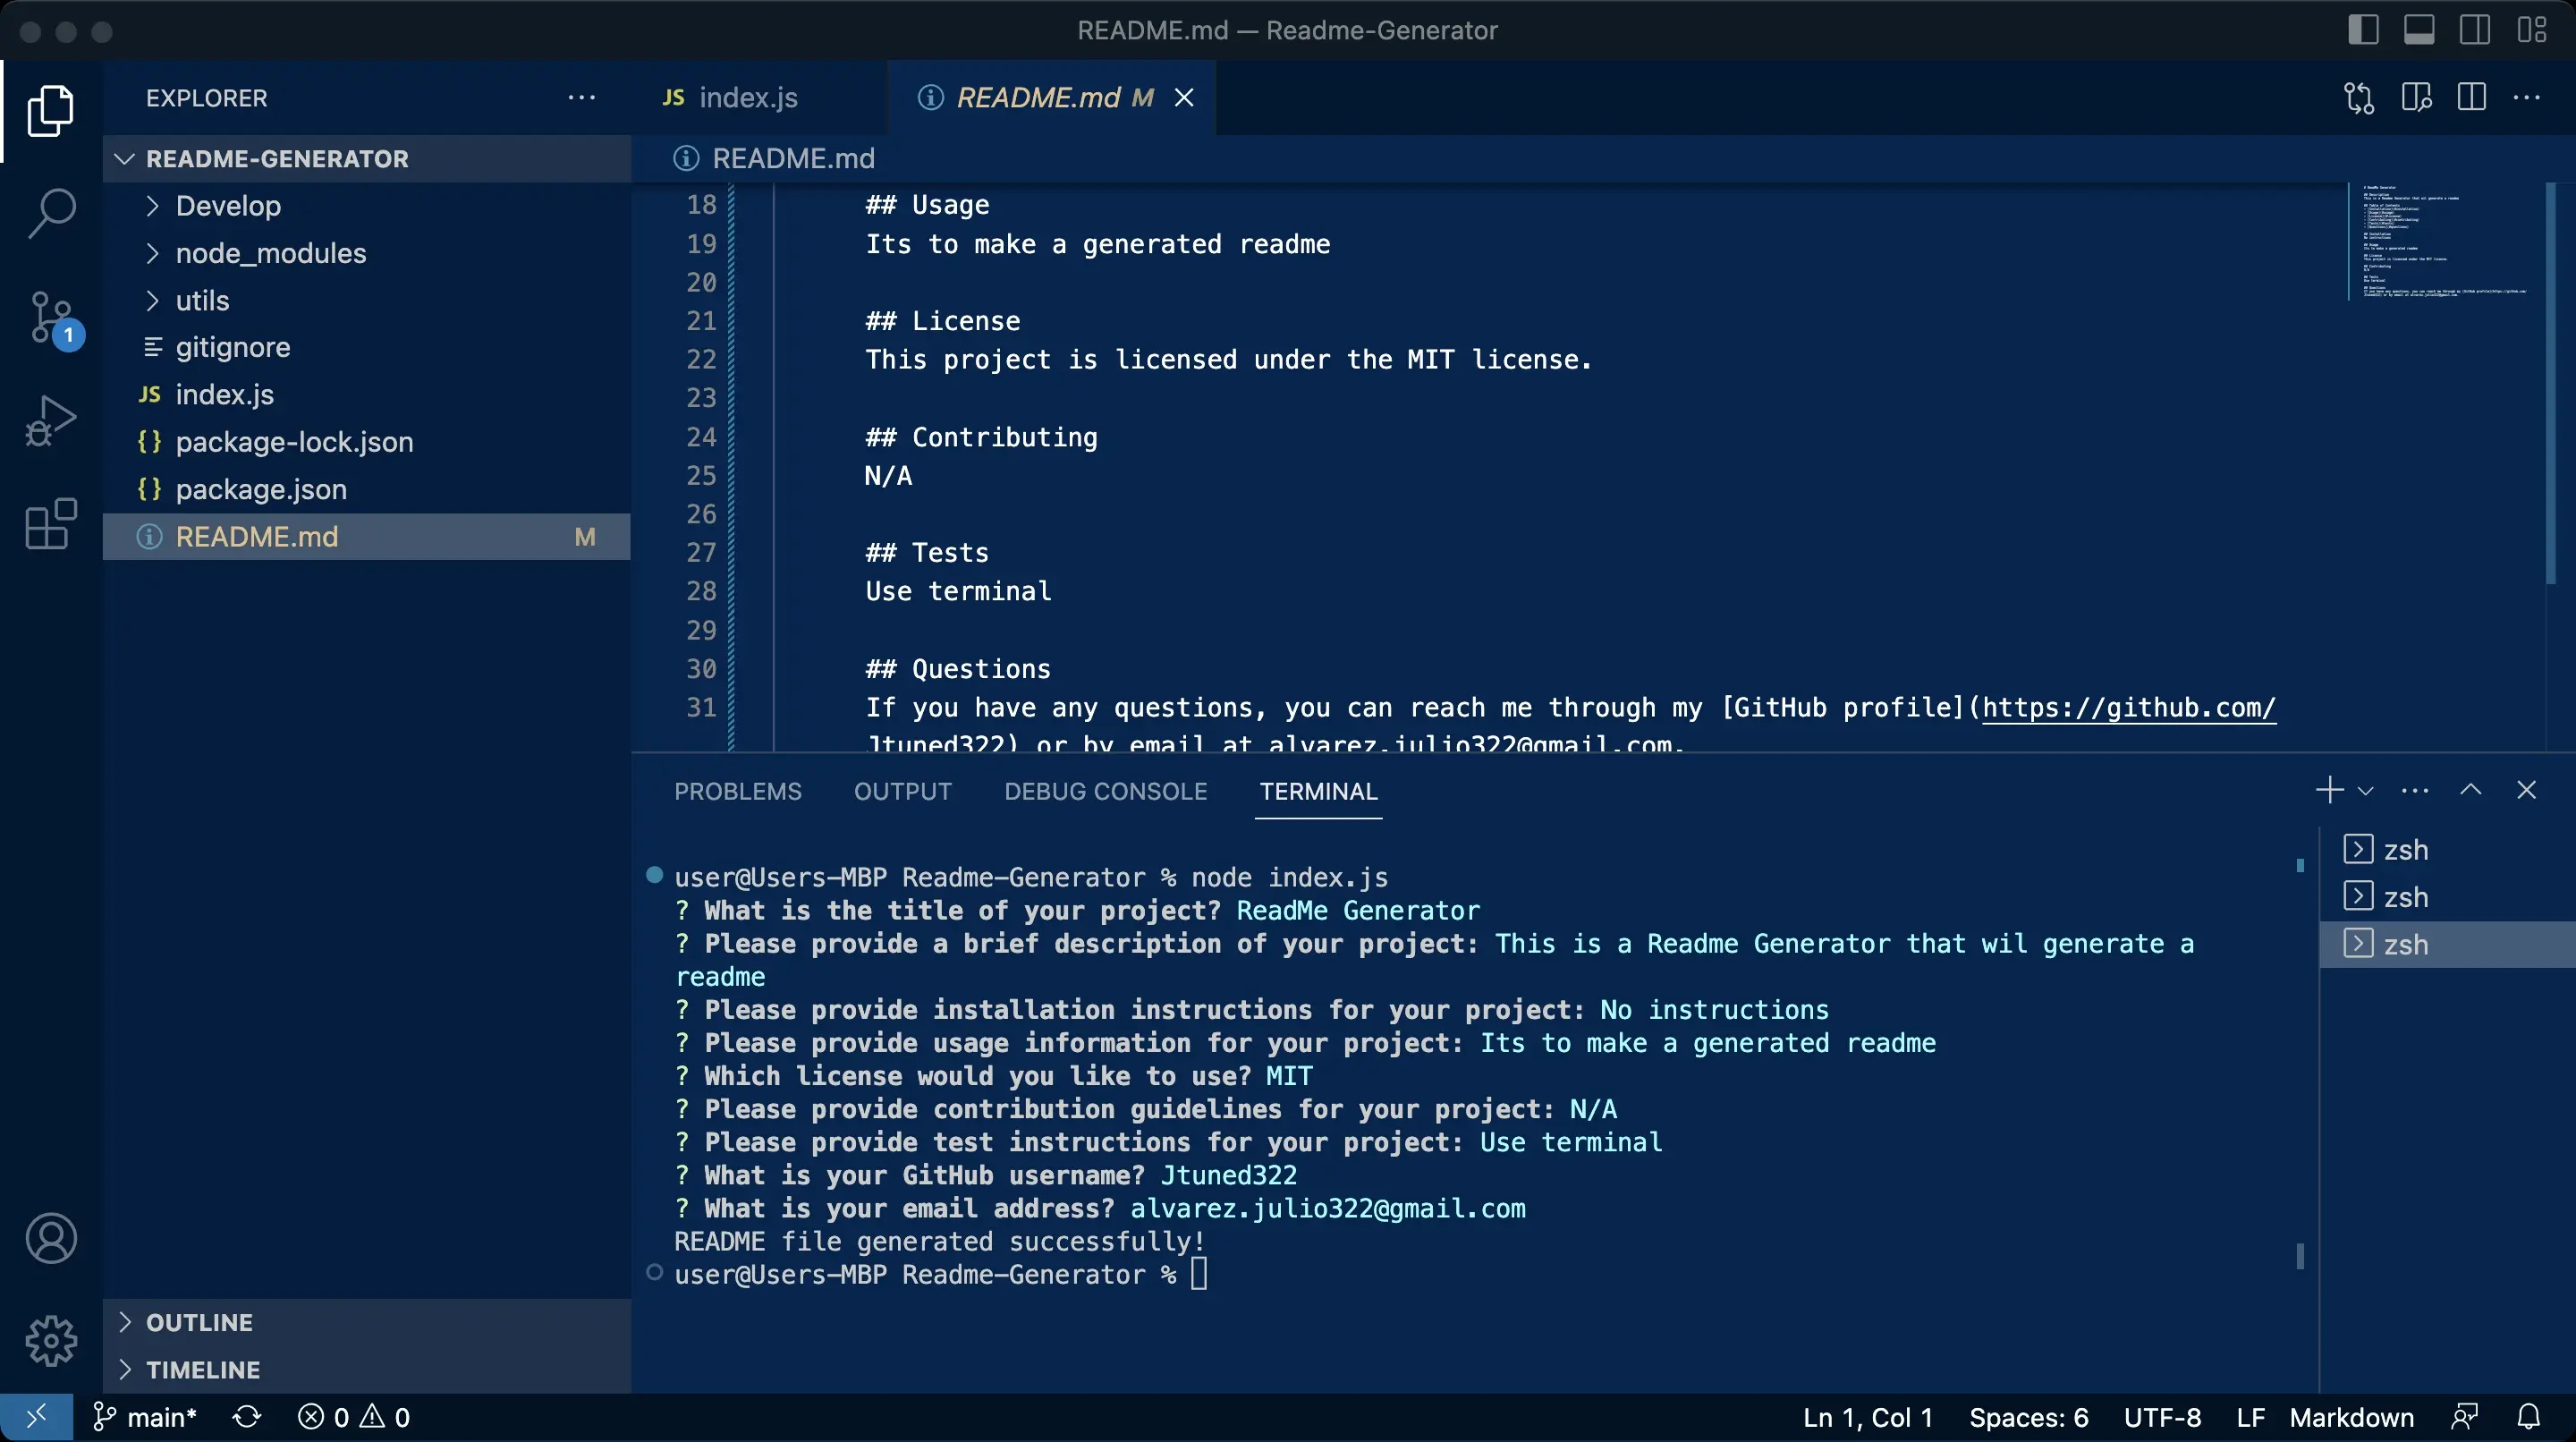 README.md — Readme-Generator
EXPLORER
JS index.js
README.md M
README-GENERATOR
Develop
node_modules
utils
gitignore
JS index.js
{} package-lock.json
{} package.json
README.md M
1
OUTLINE
TIMELINE
README.md
18 ## Usage
19 Its to make a generated readme
20
21 ## License
22 This project is licensed under the MIT license.
23
24 ## Contributing
25 N/A
26
27 ## Tests
28 Use terminal
29
30 ## Questions
31 If you have any questions, you can reach me through my [GitHub profile](https://github.com/
Jtuned322) or by email at alvarez.julio322@gmail.com.
PROBLEMS OUTPUT DEBUG CONSOLE TERMINAL
user@Users-MBP Readme-Generator % node index.js
? What is the title of your project? ReadMe Generator
? Please provide a brief description of your project: This is a Readme Generator that wil generate a
readme
? Please provide installation instructions for your project: No instructions
? Please provide usage information for your project: Its to make a generated readme
? Which license would you like to use? MIT
? Please provide contribution guidelines for your project: N/A
? Please provide test instructions for your project: Use terminal
? What is your GitHub username? Jtuned322
? What is your email address? alvarez.julio322@gmail.com
README file generated successfully!
user@Users-MBP Readme-Generator %
zsh
zsh
zsh
main* 0 0 Ln 1, Col 1 Spaces: 6 UTF-8 LF Markdown